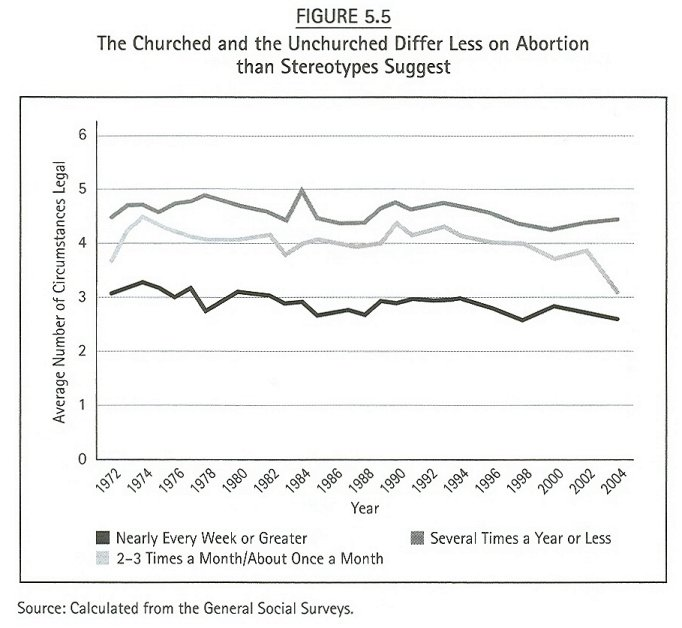 FIGURE 5.5
The Churched and the Unchurched Differ Less on Abortion
than Stereotypes Suggest
Average Number of Circumstances Legal
6
5
4
3
2
1
0
1972 1974 1976 1978 1980 1982 1984 1986 1988 1990 1992 1994 1996 1998 2000 2002 2004
Year
Nearly Every Week or Greater
Several Times a Year or Less
2–3 Times a Month/About Once a Month
Source: Calculated from the General Social Surveys.